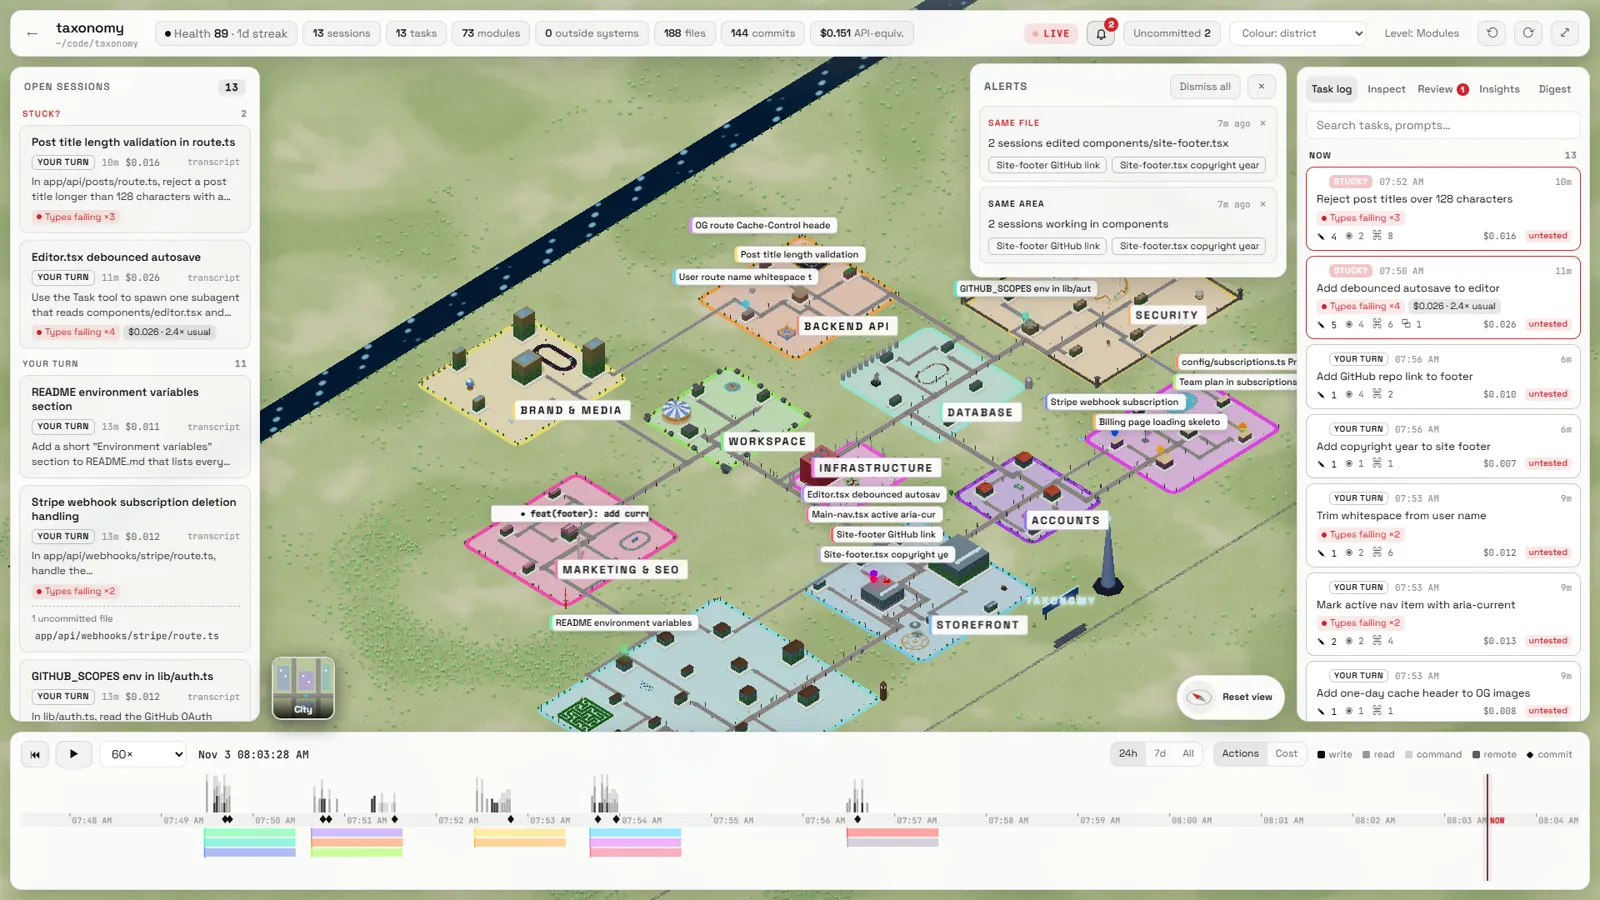 ← taxonomy
~/code/taxonomy
Health 89 · 1d streak
13 sessions
13 tasks
73 modules
0 outside systems
188 files
144 commits
$0.151 API-equiv.
LIVE
2
Uncommitted 2
Colour: district
Level: Modules
OPEN SESSIONS 13
STUCK? 2
Post title length validation in route.ts
YOUR TURN 10m $0.016 transcript
In app/api/posts/route.ts, reject a post
title longer than 128 characters with a…
Types failing ×3
Editor.tsx debounced autosave
YOUR TURN 11m $0.026 transcript
Use the Task tool to spawn one subagent
that reads components/editor.tsx and…
Types failing ×4 $0.026 · 2.4× usual
YOUR TURN 11
README environment variables
section
YOUR TURN 13m $0.011 transcript
Add a short "Environment variables"
section to README.md that lists every…
Stripe webhook subscription deletion
handling
YOUR TURN 13m $0.012 transcript
In app/api/webhooks/stripe/route.ts,
handle the…
Types failing ×2
1 uncommitted file
app/api/webhooks/stripe/route.ts
GITHUB_SCOPES env in lib/auth.ts
YOUR TURN 13m $0.012 transcript
In lib/auth.ts, read the GitHub OAuth
OG route Cache-Control heade
Post title length validation
User route name whitespace t
BACKEND API
GITHUB_SCOPES env in lib/aut
SECURITY
config/subscriptions.ts Pr
Team plan in subscriptions
Stripe webhook subscription
Billing page loading skeleto
BRAND & MEDIA
DATABASE
WORKSPACE
INFRASTRUCTURE
Editor.tsx debounced autosav
Main-nav.tsx active aria-cur
Site-footer GitHub link
Site-footer.tsx copyright ye
ACCOUNTS
• feat(footer): add curr
MARKETING & SEO
TAXONOMY
STOREFRONT
README environment variables
City
Reset view
ALERTS
Dismiss all
×
SAME FILE 7m ago ×
2 sessions edited components/site-footer.tsx
Site-footer GitHub link
Site-footer.tsx copyright year
SAME AREA 7m ago ×
2 sessions working in components
Site-footer GitHub link
Site-footer.tsx copyright year
Task log
Inspect
Review 1
Insights
Digest
Search tasks, prompts…
NOW 13
STUCK? 07:52 AM 10m
Reject post titles over 128 characters
Types failing ×3
4 2 8 $0.016 untested
STUCK? 07:50 AM 11m
Add debounced autosave to editor
Types failing ×4 $0.026 · 2.4× usual
5 4 6 1 $0.026 untested
YOUR TURN 07:56 AM 6m
Add GitHub repo link to footer
1 4 2 $0.010 untested
YOUR TURN 07:56 AM 6m
Add copyright year to site footer
1 1 1 $0.007 untested
YOUR TURN 07:53 AM 9m
Trim whitespace from user name
Types failing ×2
1 2 6 $0.012 untested
YOUR TURN 07:53 AM 9m
Mark active nav item with aria-current
Types failing ×2
2 2 4 $0.013 untested
YOUR TURN 07:53 AM 9m
Add one-day cache header to OG images
1 1 1 $0.008 untested
60×
Nov 3 08:03:28 AM
24h
7d
All
Actions
Cost
write
read
command
remote
commit
07:48 AM
07:49 AM
07:50 AM
07:51 AM
07:52 AM
07:53 AM
07:54 AM
07:55 AM
07:56 AM
07:57 AM
07:58 AM
07:59 AM
08:00 AM
08:01 AM
08:02 AM
08:03 AM
NOW
08:04 AM